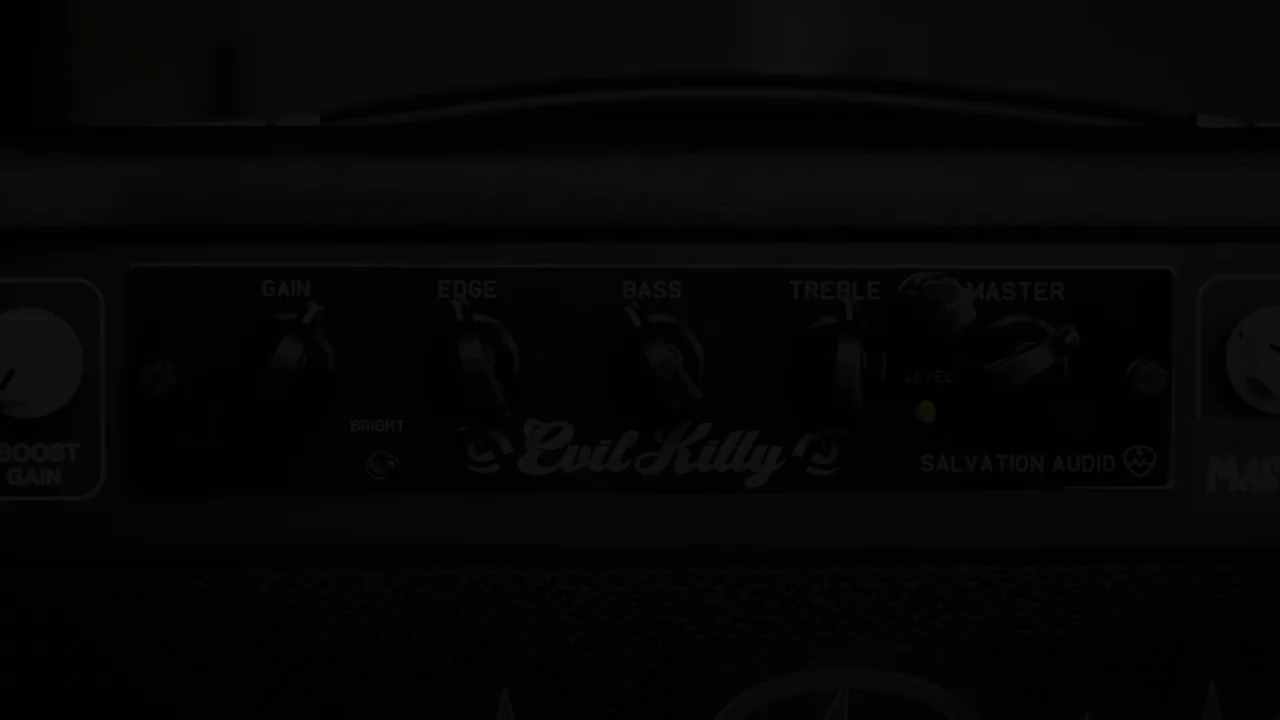 GAIN EDGE BASS TREBLE MASTER
LEVEL
BRIGHT
BOOST
GAIN
Evil Kitty
SALVATION AUDIO